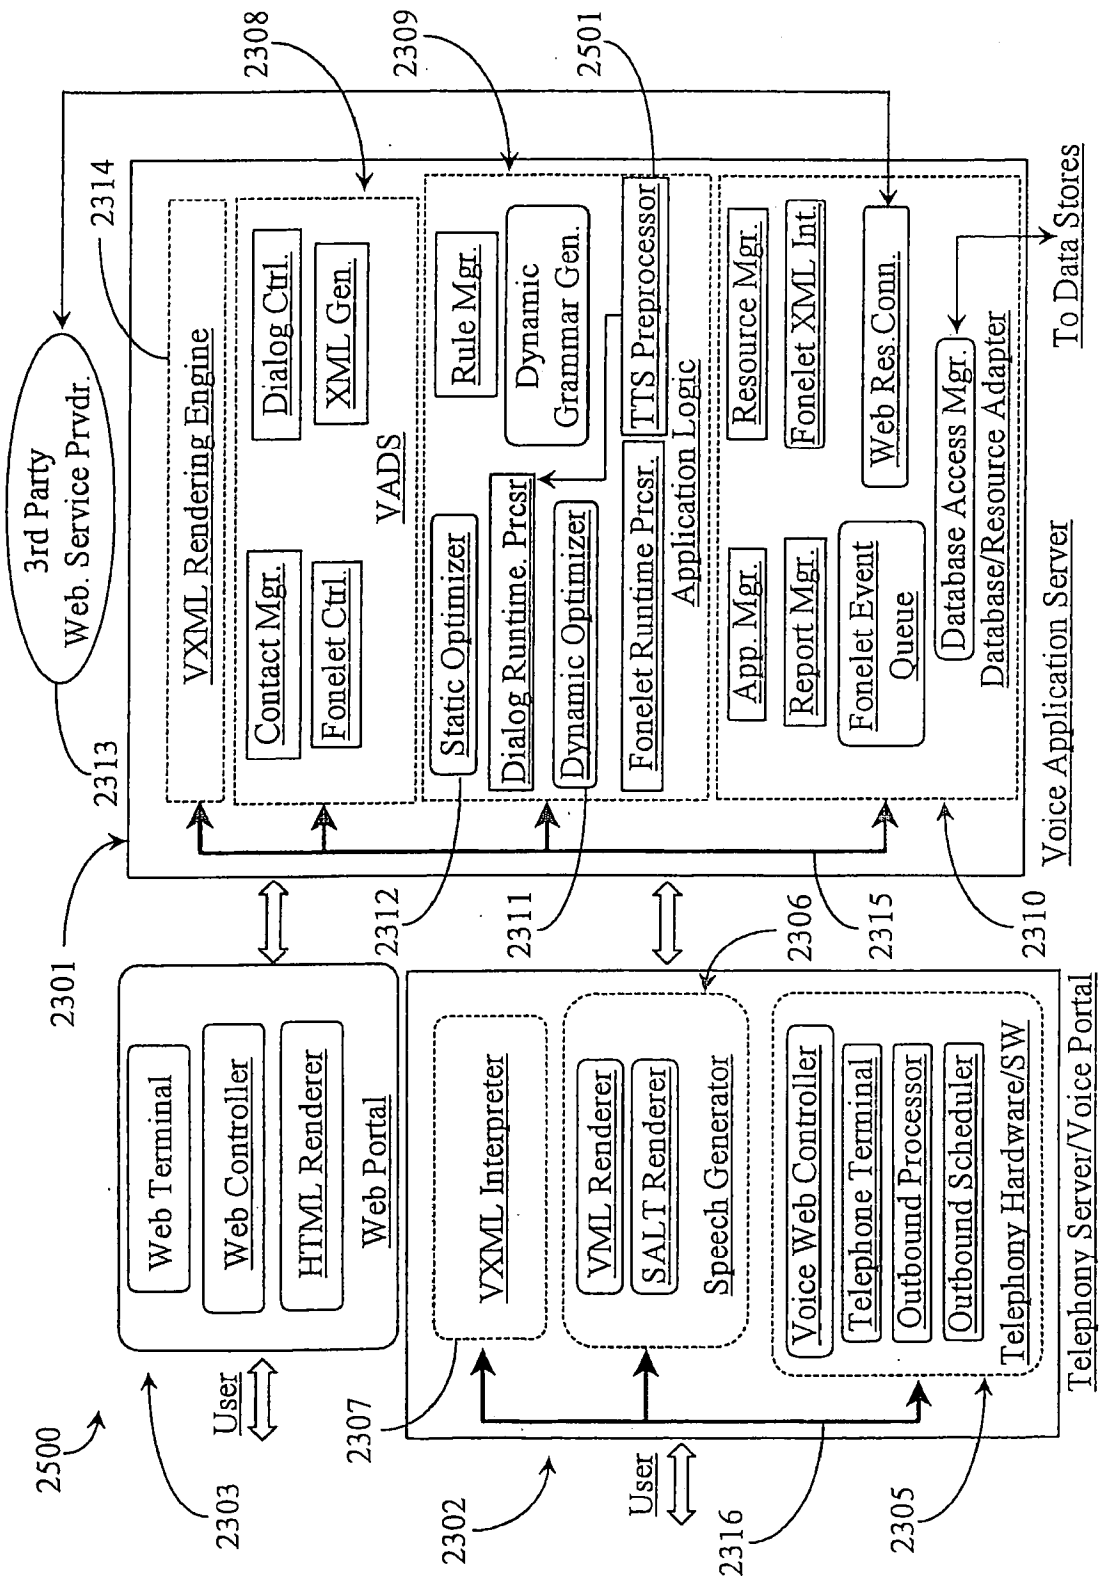 2500
2303
User
Web Terminal
Web Controller
HTML Renderer
Web Portal
2302
User
2307
VXML Interpreter
VML Renderer
SALT Renderer
Speech Generator
2306
Voice Web Controller
Telephone Terminal
Outbound Processor
Outbound Scheduler
Telephony Hardware/SW
Telephony Server/Voice Portal
2316
2305
2301
2313
3rd Party
Web. Service Prvdr.
2314
VXML Rendering Engine
2308
Contact Mgr.
Dialog Ctrl.
Fonelet Ctrl.
XML Gen.
VADS
2309
2312
Static Optimizer
Rule Mgr.
Dialog Runtime. Prcsr
Dynamic
Grammar Gen.
2311
Dynamic Optimizer
2501
Fonelet Runtime Prcsr.
TTS Preprocessor
Application Logic
App. Mgr.
Resource Mgr.
Report Mgr.
Fonelet XML Int.
Fonelet Event
Queue
Web Res.Conn.
Database Access Mgr.
Database/Resource Adapter
2315
2310
Voice Application Server
To Data Stores